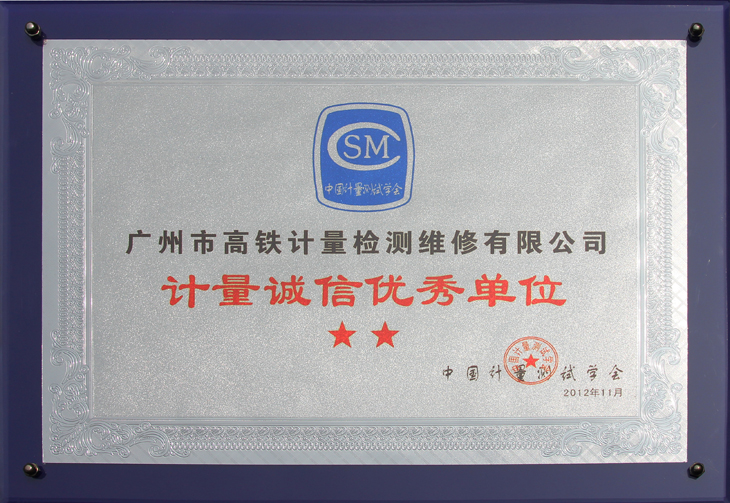 CSM
中国计量测试学会
广州市高铁计量检测维修有限公司
计量诚信优秀单位
★★
中国计量测试学会
2012年11月